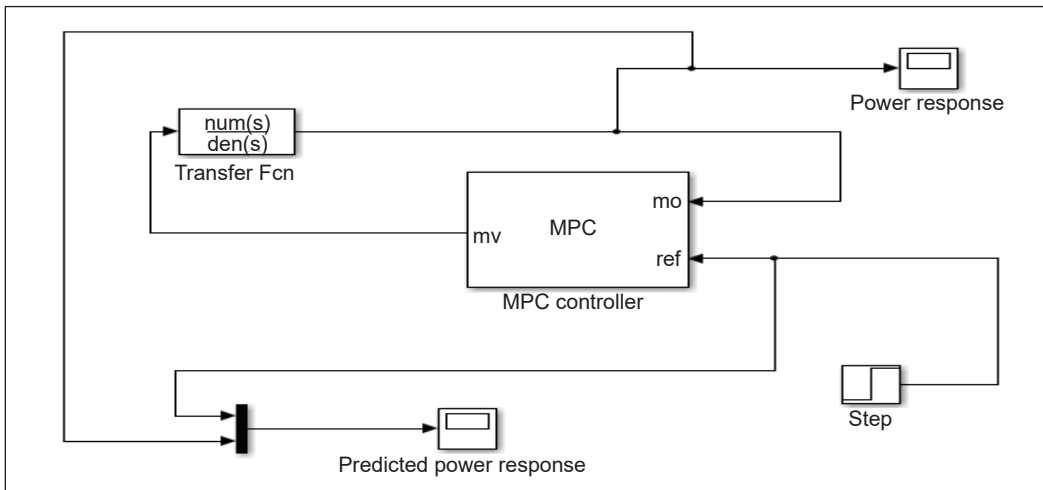 Power response
num(s)
den(s)
Transfer Fcn
mo
MPC
mv
ref
MPC controller
Step
Predicted power response